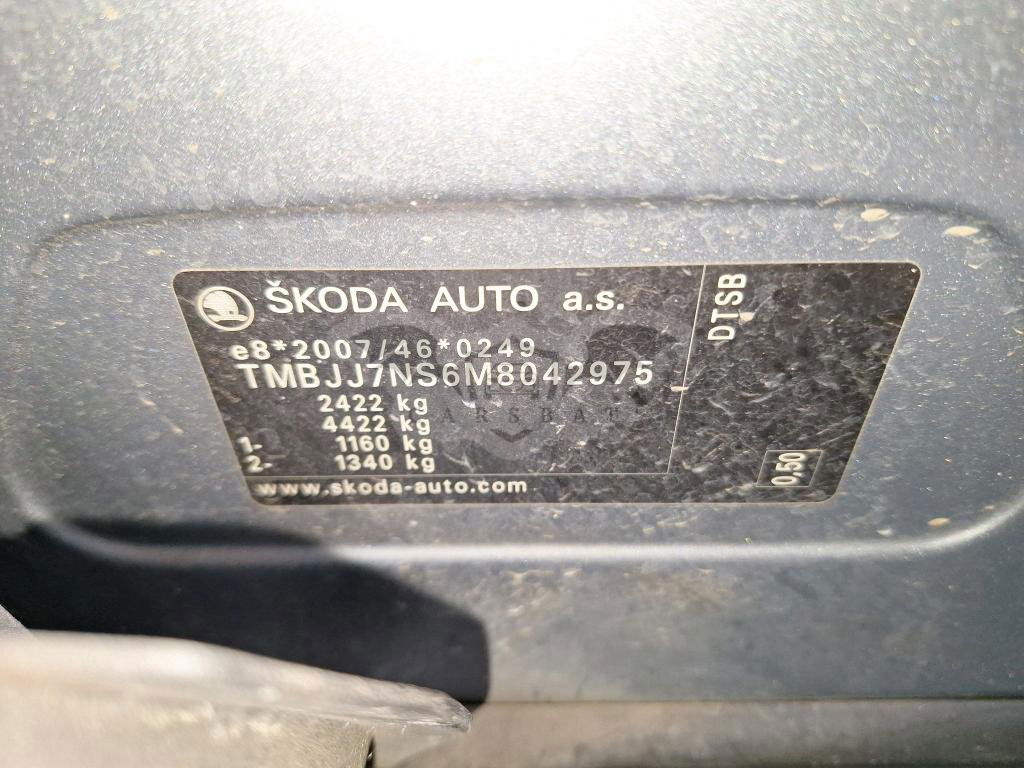 ŠKODA AUTO a.s.
e8*2007/46*0249
TMBJJ7NS6M8042975
2422 kg
4422 kg
1- 1160 kg
2- 1340 kg
www.skoda-auto.com
DTSB
0,50